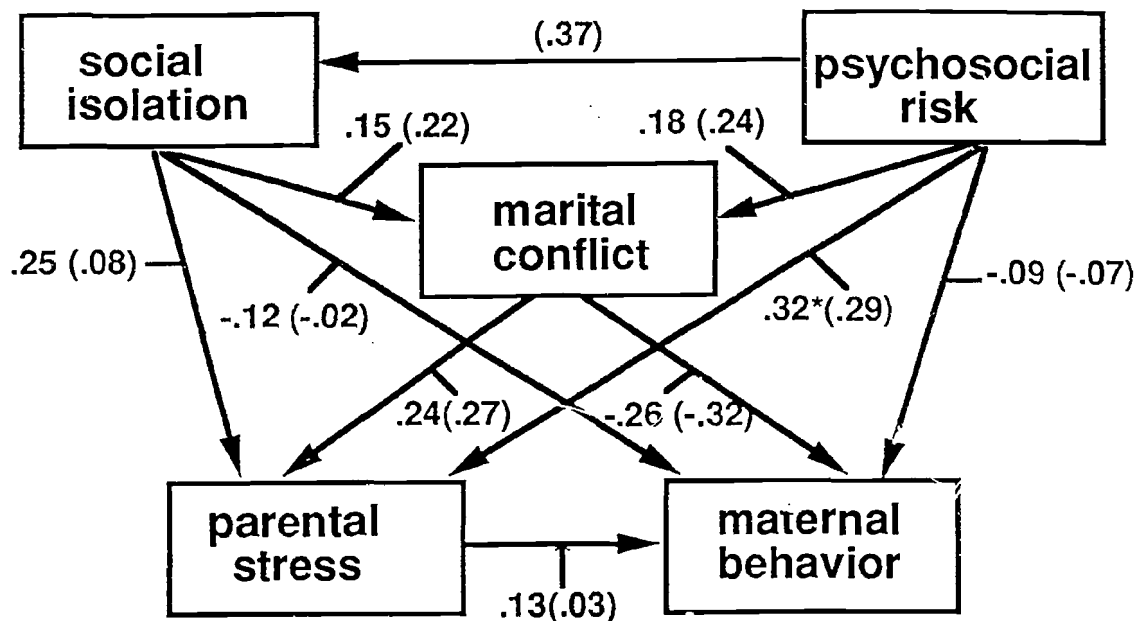 (.37)
social
isolation
psychosocial
risk
.15 (.22)
.18 (.24)
marital
conflict
.25 (.08)
-.12 (-.02)
.32*(.29)
-.09 (-.07)
.24(.27)
-.26 (-.32)
parental
stress
maternal
behavior
.13(.03)